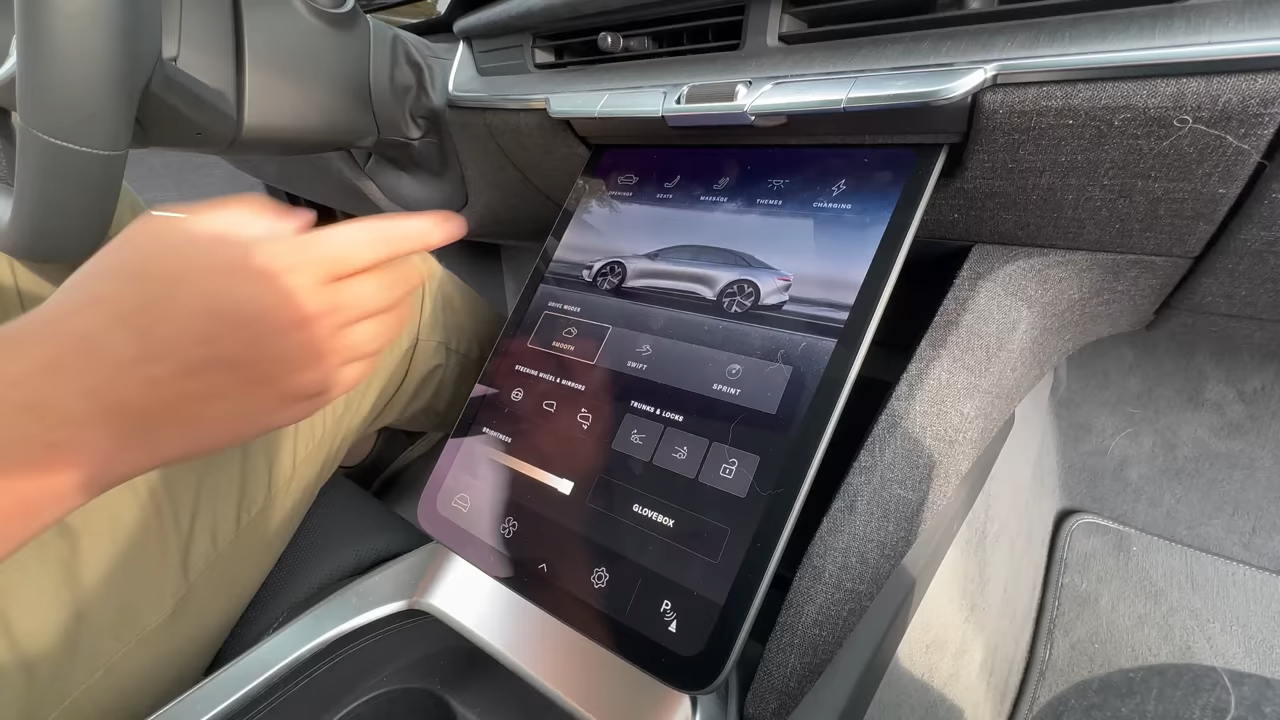 OPENINGS
SEATS
MASSAGE
THEMES
CHARGING
DRIVE MODES
SMOOTH
SWIFT
SPRINT
STEERING WHEEL & MIRRORS
TRUNKS & LOCKS
BRIGHTNESS
GLOVEBOX
P